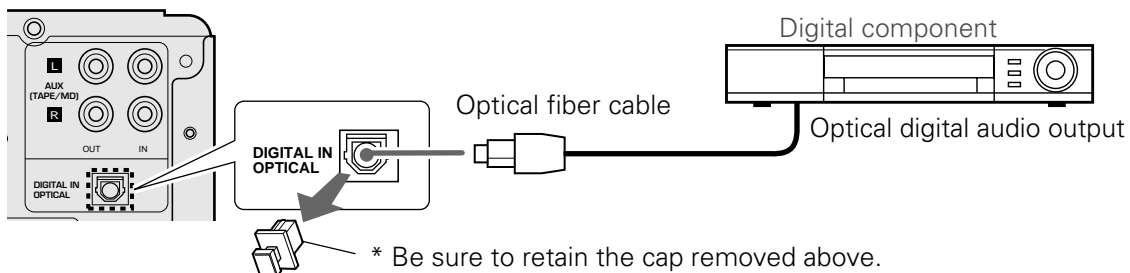 L
AUX
(TAPE/MD)
R
OUT IN
DIGITAL IN
OPTICAL
DIGITAL IN
OPTICAL
Optical fiber cable
Digital component
Optical digital audio output
* Be sure to retain the cap removed above.